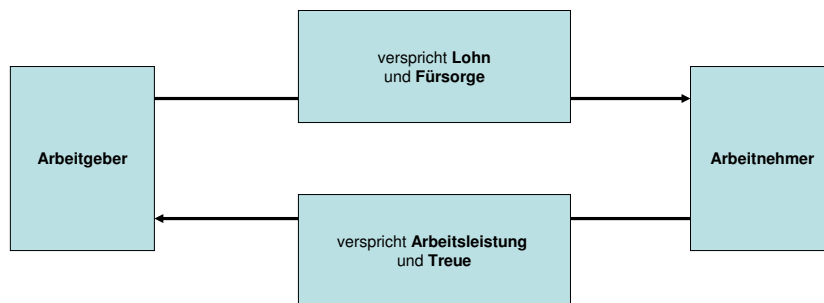 verspricht Lohn
und Fürsorge
Arbeitgeber
Arbeitnehmer
verspricht Arbeitsleistung
und Treue